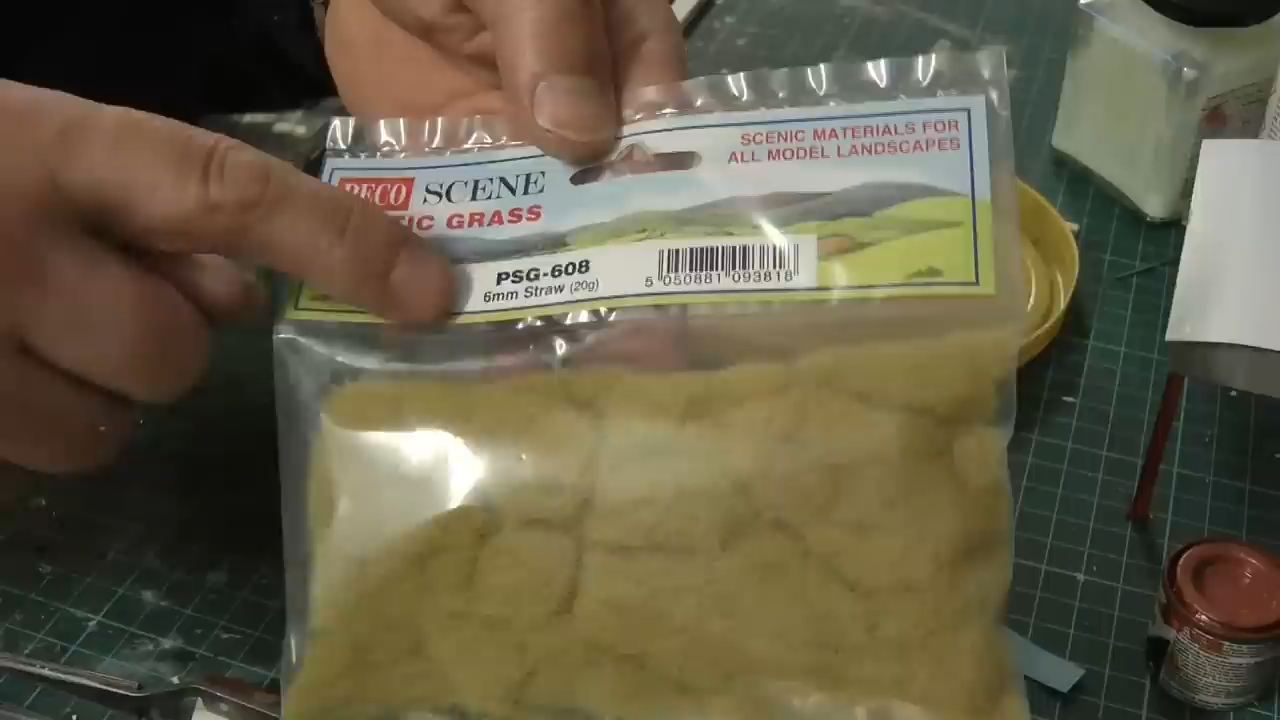 SCENIC MATERIALS FOR
ALL MODEL LANDSCAPES
PECO SCENE
IC GRASS
PSG-608
6mm Straw (20g)
5 050881 093818